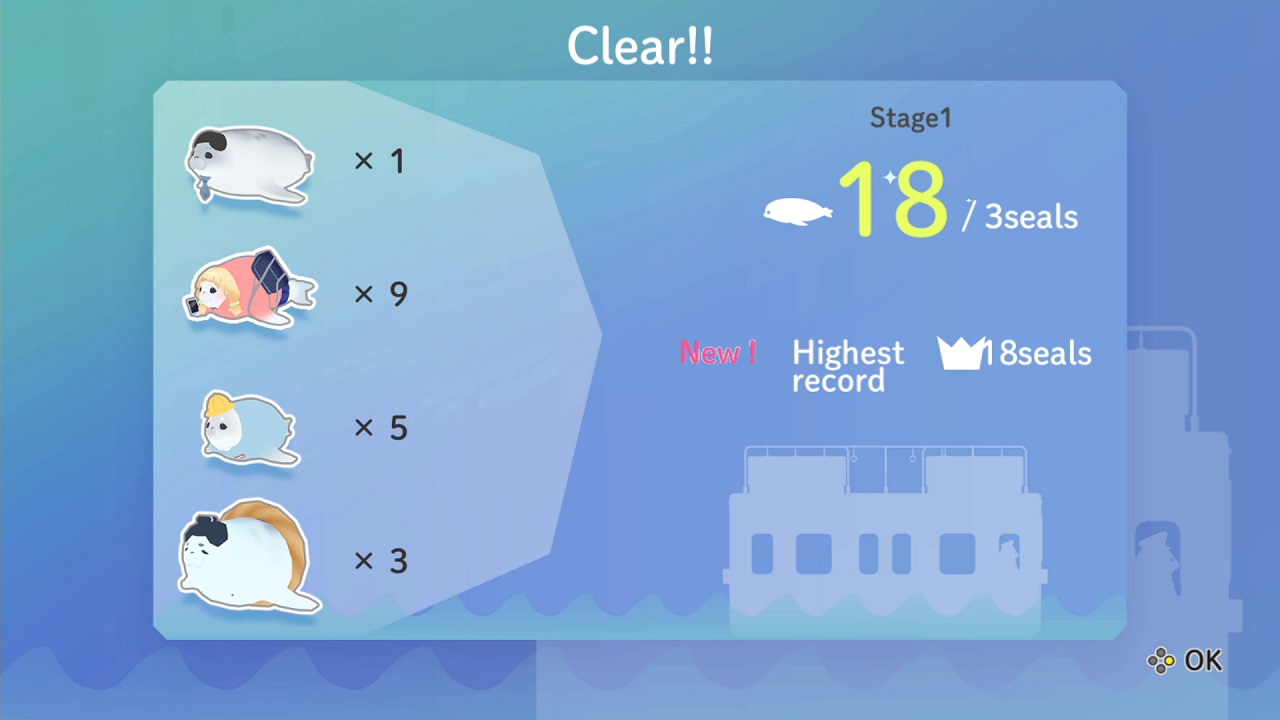 Clear!!
× 1
× 9
× 5
× 3
Stage1
18 / 3seals
New! Highest record 18seals
OK